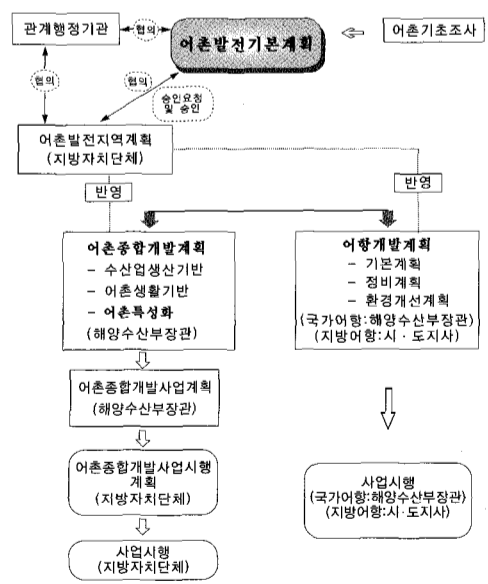 관계행정기관
협의
어촌발전기본계획
어촌기초조사
협의
협의
승인요청
및 승인
어촌발전지역계획
(지방자치단체)
반영
반영
어촌종합개발계획
- 수산업생산기반
- 어촌생활기반
- 어촌특성화
(해양수산부장관)
어항개발계획
- 기본계획
- 정비계획
- 환경개선계획
(국가어항:해양수산부장관)
(지방어항:시·도지사)
어촌종합개발사업계획
(해양수산부장관)
어촌종합개발사업시행
계획
(지방자치단체)
사업시행
(국가어항:해양수산부장관)
(지방어항:시·도지사)
사업시행
(지방자치단체)